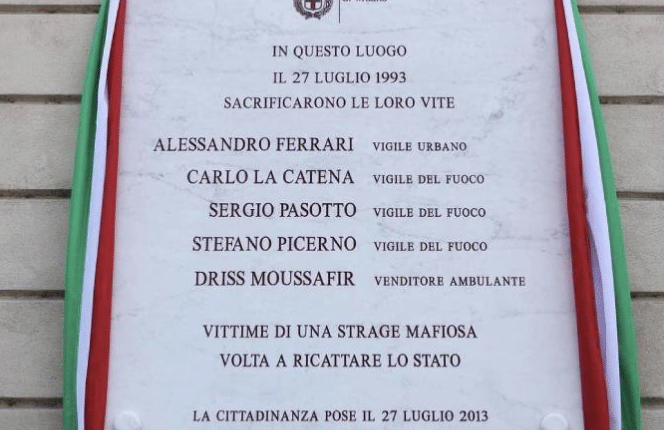 IN QUESTO LUOGO
IL 27 LUGLIO 1993
SACRIFICARONO LE LORO VITE
ALESSANDRO FERRARI VIGILE URBANO
CARLO LA CATENA VIGILE DEL FUOCO
SERGIO PASOTTO VIGILE DEL FUOCO
STEFANO PICERNO VIGILE DEL FUOCO
DRISS MOUSSAFIR VENDITORE AMBULANTE
VITTIME DI UNA STRAGE MAFIOSA
VOLTA A RICATTARE LO STATO
LA CITTADINANZA POSE IL 27 LUGLIO 2013